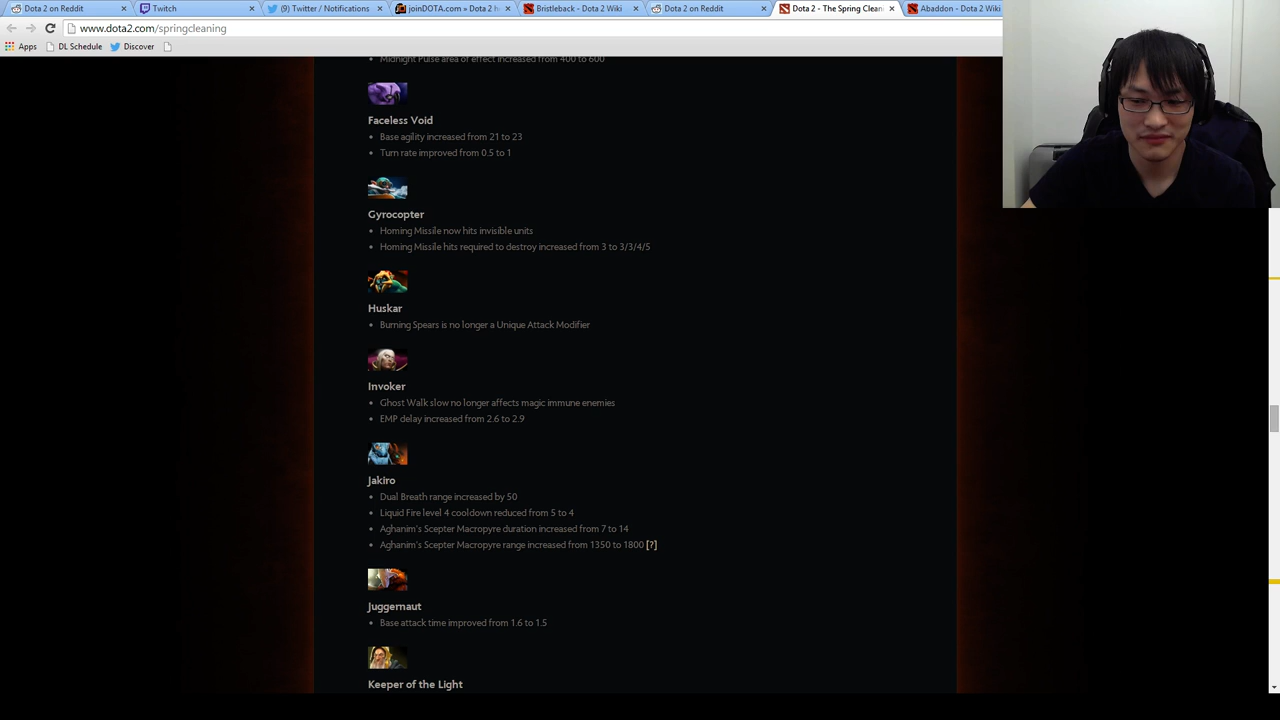 Dota 2 on Reddit
Twitch
(9) Twitter / Notifications
joinDOTA.com » Dota 2 h
Bristleback - Dota 2 Wiki
Dota 2 on Reddit
Dota 2 - The Spring Clean
Abaddon - Dota 2 Wiki
www.dota2.com/springcleaning
Apps
DL Schedule
Discover
Midnight Pulse area of effect increased from 400 to 600
Faceless Void
Base agility increased from 21 to 23
Turn rate improved from 0.5 to 1
Gyrocopter
Homing Missile now hits invisible units
Homing Missile hits required to destroy increased from 3 to 3/3/4/5
Huskar
Burning Spears is no longer a Unique Attack Modifier
Invoker
Ghost Walk slow no longer affects magic immune enemies
EMP delay increased from 2.6 to 2.9
Jakiro
Dual Breath range increased by 50
Liquid Fire level 4 cooldown reduced from 5 to 4
Aghanim's Scepter Macropyre duration increased from 7 to 14
Aghanim's Scepter Macropyre range increased from 1350 to 1800 [?]
Juggernaut
Base attack time improved from 1.6 to 1.5
Keeper of the Light